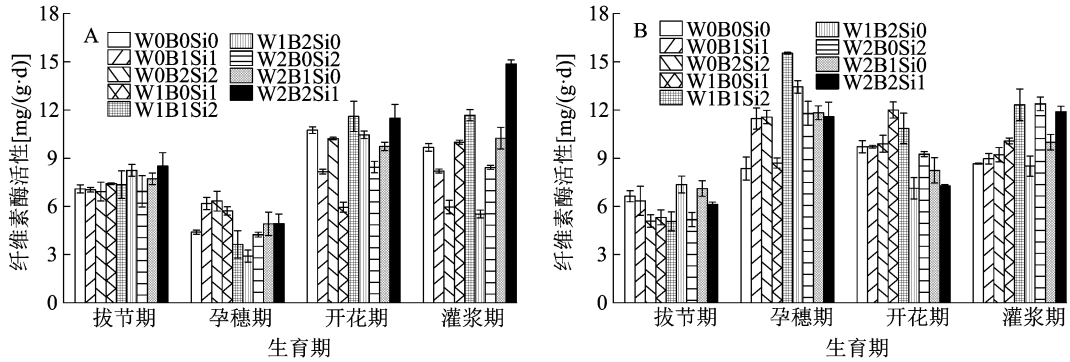 纤维素酶活性[mg/(g·d)]
18
15
12
9
6
3
0
A
W0B0Si0
W0B1Si1
W0B2Si2
W1B0Si1
W1B1Si2
W1B2Si0
W2B0Si2
W2B1Si0
W2B2Si1
拔节期 孕穗期 开花期 灌浆期
生育期
纤维素酶活性[mg/(g·d)]
18
15
12
9
6
3
0
B
W0B0Si0
W0B1Si1
W0B2Si2
W1B0Si1
W1B1Si2
W1B2Si0
W2B0Si2
W2B1Si0
W2B2Si1
拔节期 孕穗期 开花期 灌浆期
生育期